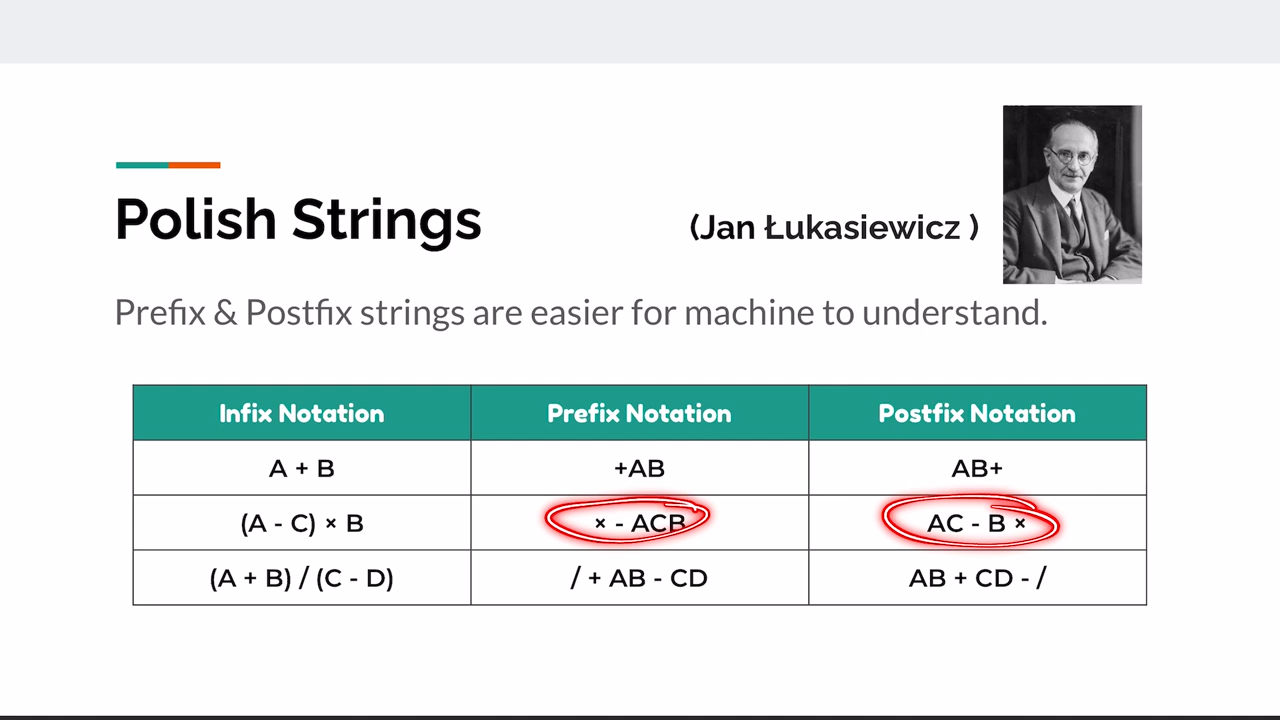 Polish Strings
(Jan Łukasiewicz )
Prefix & Postfix strings are easier for machine to understand.
Infix Notation Prefix Notation Postfix Notation
A + B +AB AB+
(A - C) × B × - ACB AC - B ×
(A + B) / (C - D) / + AB - CD AB + CD - /